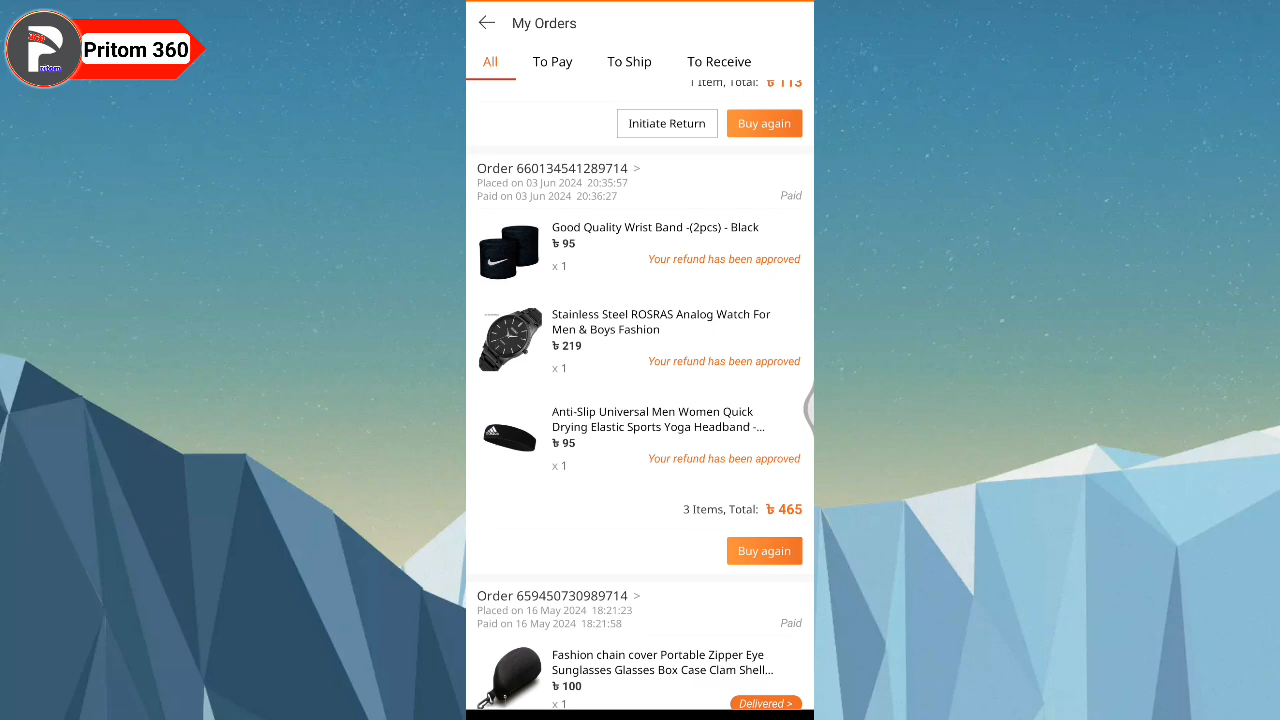 Pritom 360
My Orders
All
To Pay
To Ship
To Receive
1 Item, Total: ৳ 113
Initiate Return
Buy again
Order 660134541289714 >
Placed on 03 Jun 2024 20:35:57
Paid on 03 Jun 2024 20:36:27
Paid
Good Quality Wrist Band -(2pcs) - Black
৳ 95
x 1
Your refund has been approved
Stainless Steel ROSRAS Analog Watch For
Men & Boys Fashion
৳ 219
x 1
Your refund has been approved
Anti-Slip Universal Men Women Quick
Drying Elastic Sports Yoga Headband -...
৳ 95
x 1
Your refund has been approved
3 Items, Total: ৳ 465
Buy again
Order 659450730989714 >
Placed on 16 May 2024 18:21:23
Paid on 16 May 2024 18:21:58
Paid
Fashion chain cover Portable Zipper Eye
Sunglasses Glasses Box Case Clam Shell...
৳ 100
x 1
Delivered >